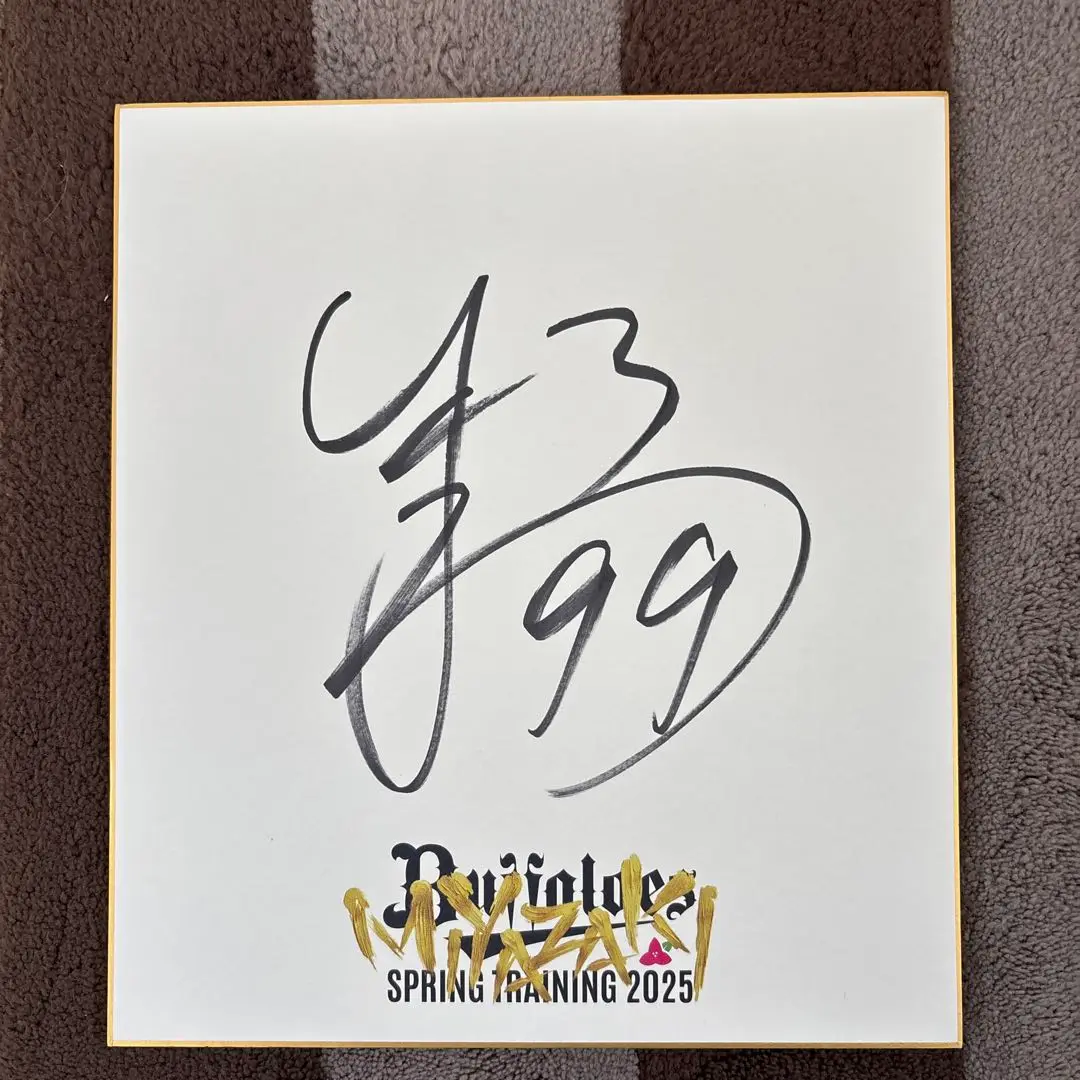 99
Buffaloes
MIYAZAKI
SPRING TRAINING 2025